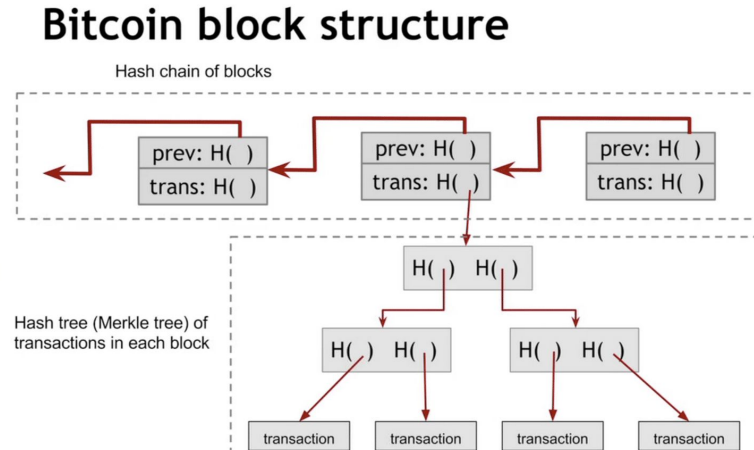 Bitcoin block structure
Hash chain of blocks
prev: H( )
trans: H( )
prev: H( )
trans: H( )
prev: H( )
trans: H( )
H( ) H( )
Hash tree (Merkle tree) of
transactions in each block
H( ) H( )
H( ) H( )
transaction
transaction
transaction
transaction